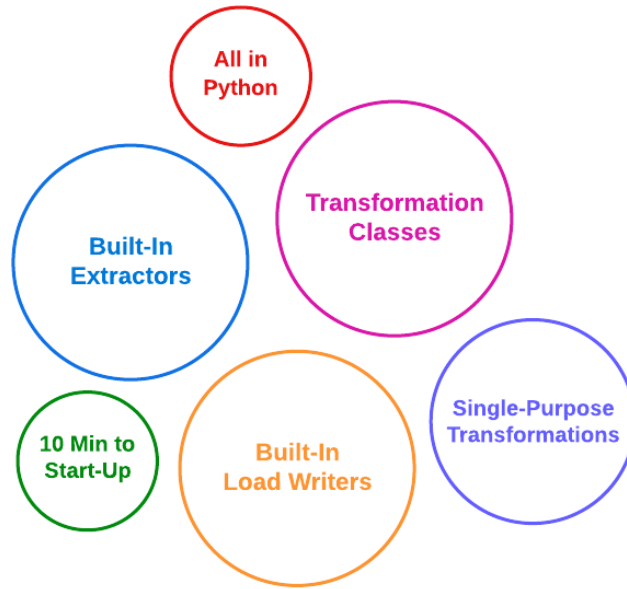 All in
Python
Transformation
Classes
Built-In
Extractors
Single-Purpose
Transformations
10 Min to
Start-Up
Built-In
Load Writers